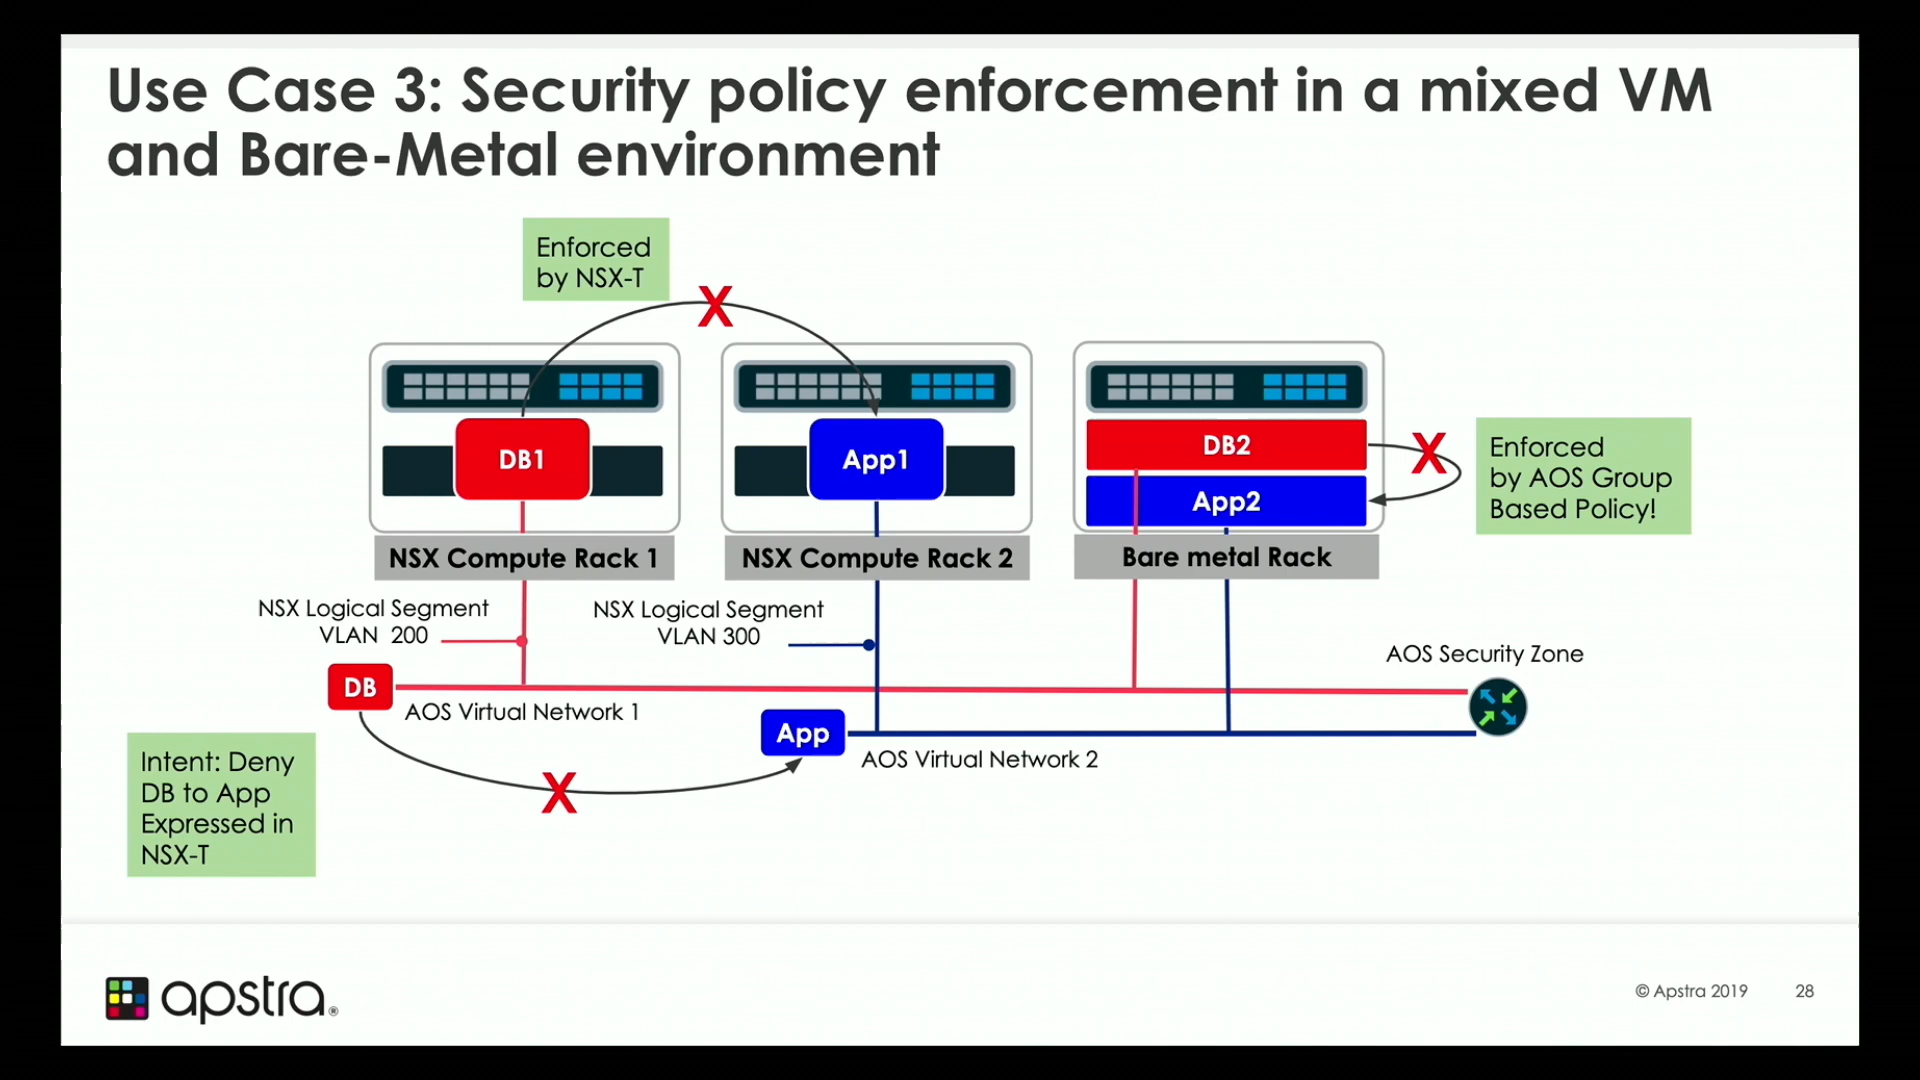 Use Case 3: Security policy enforcement in a mixed VM
and Bare-Metal environment
Enforced
by NSX-T
X
DB1
App1
DB2
App2
X
Enforced
by AOS Group
Based Policy!
NSX Compute Rack 1
NSX Compute Rack 2
Bare metal Rack
NSX Logical Segment
VLAN 200
NSX Logical Segment
VLAN 300
AOS Security Zone
DB
AOS Virtual Network 1
App
AOS Virtual Network 2
Intent: Deny
DB to App
Expressed in
NSX-T
X
apstra®
© Apstra 2019
28